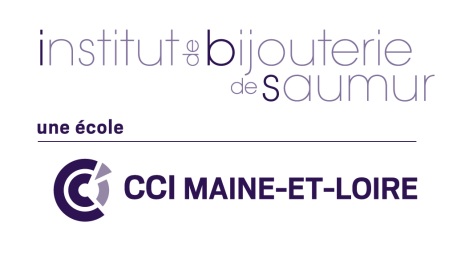 institut de bijouterie
de saumur
une école
CCI MAINE-ET-LOIRE